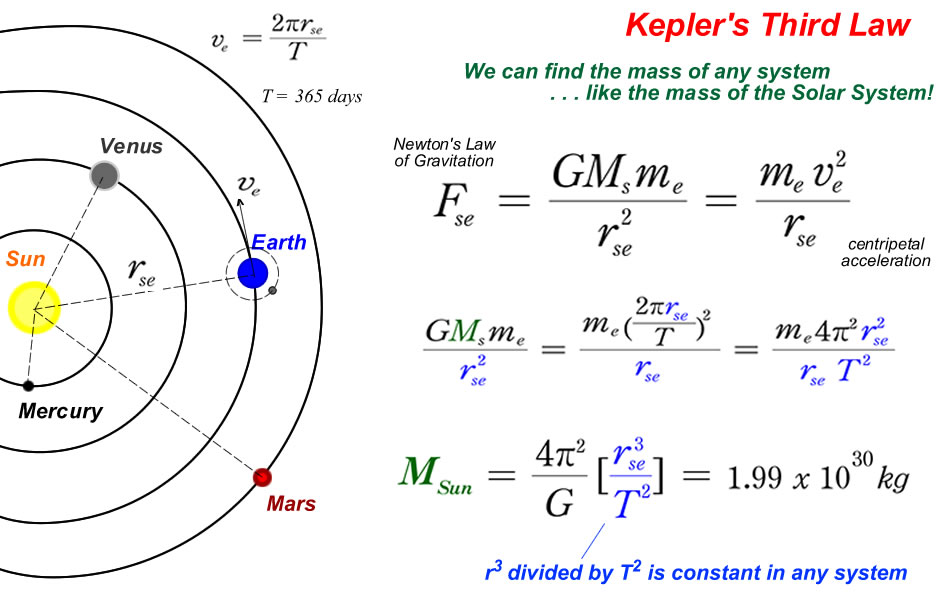 Kepler's Third Law
v_e = 2πr_se / T
T = 365 days
We can find the mass of any system
. . . like the mass of the Solar System!
Venus
v_e
Earth
Sun
r_se
Mercury
Mars
Newton's Law
of Gravitation
F_se = GM_s m_e / r_se^2 = m_e v_e^2 / r_se
centripetal
acceleration
GM_s m_e / r_se^2 = m_e (2πr_se / T)^2 / r_se = m_e 4π^2 r_se^2 / r_se T^2
M_Sun = 4π^2 / G [r_se^3 / T^2] = 1.99 x 10^30 kg
r^3 divided by T^2 is constant in any system